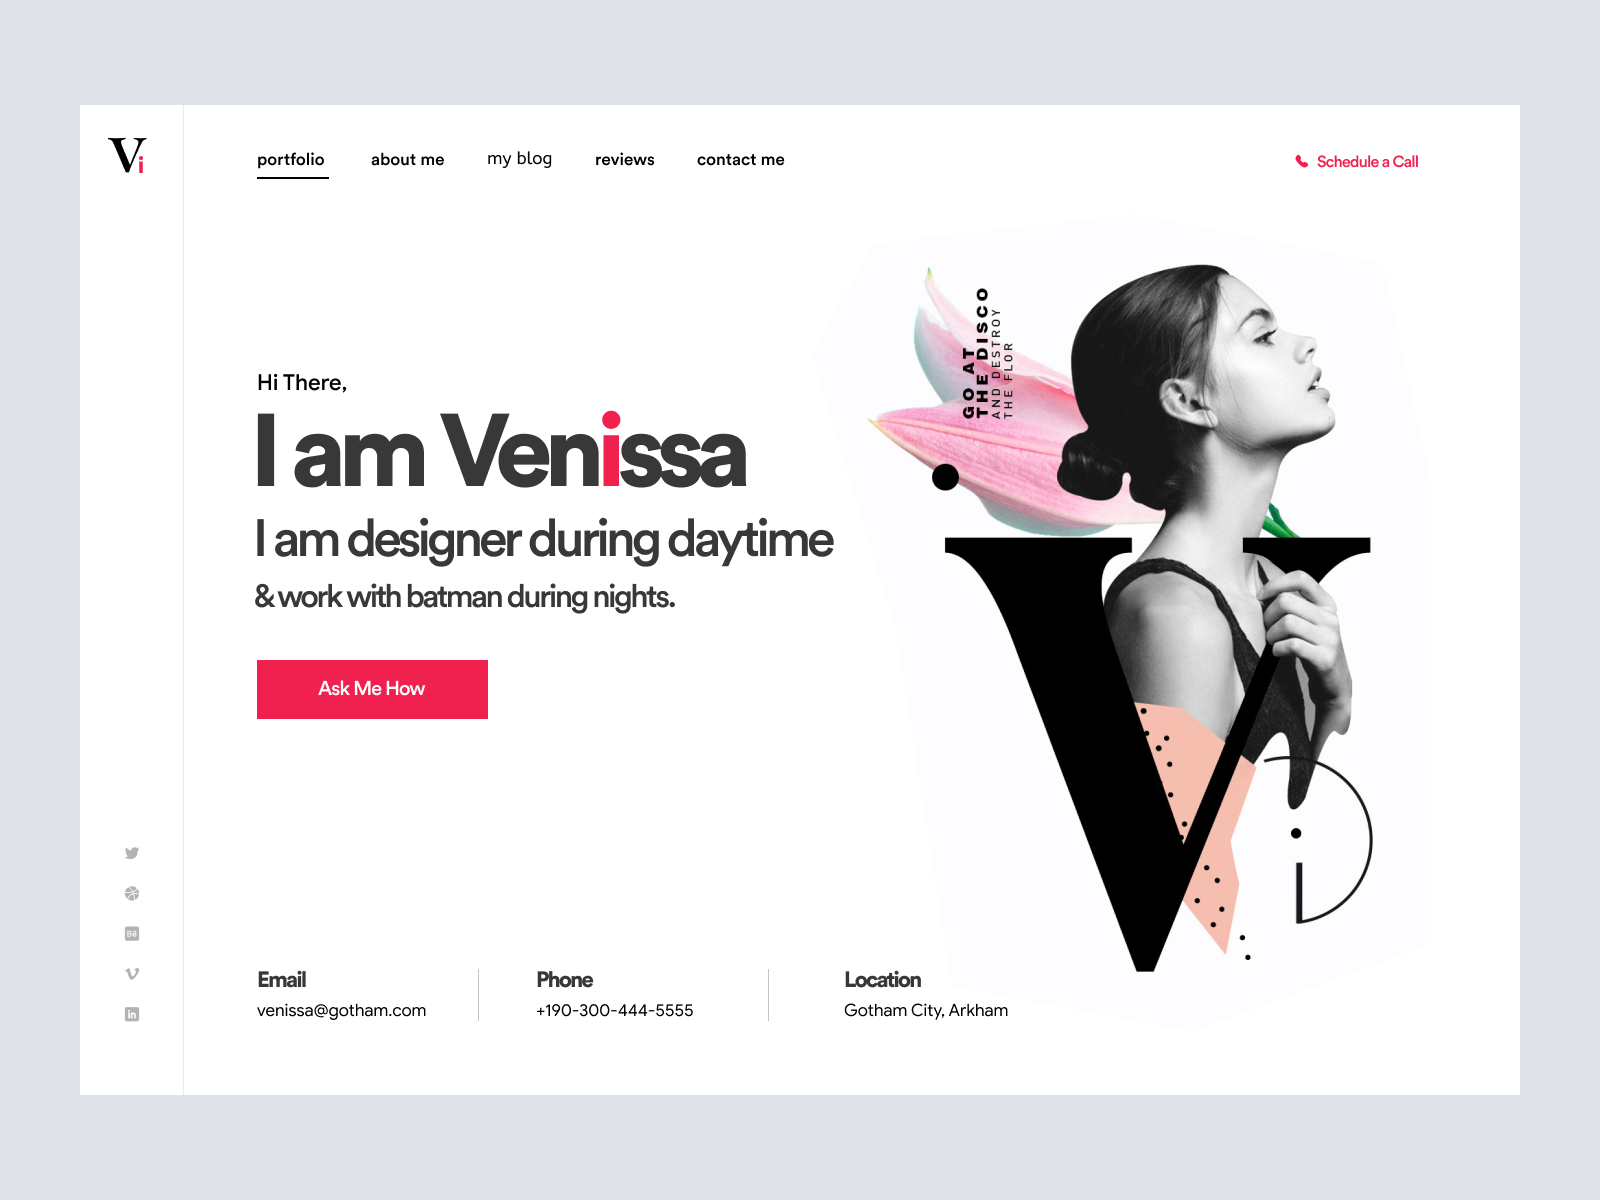 Vi
portfolio
about me
my blog
reviews
contact me
Schedule a Call
GO AT
THE DISCO
AND DESTROY
THE FLOR
Hi There,
I am Venissa
I am designer during daytime
& work with batman during nights.
Ask Me How
V
i
Bē
in
Email
venissa@gotham.com
Phone
+190-300-444-5555
Location
Gotham City, Arkham